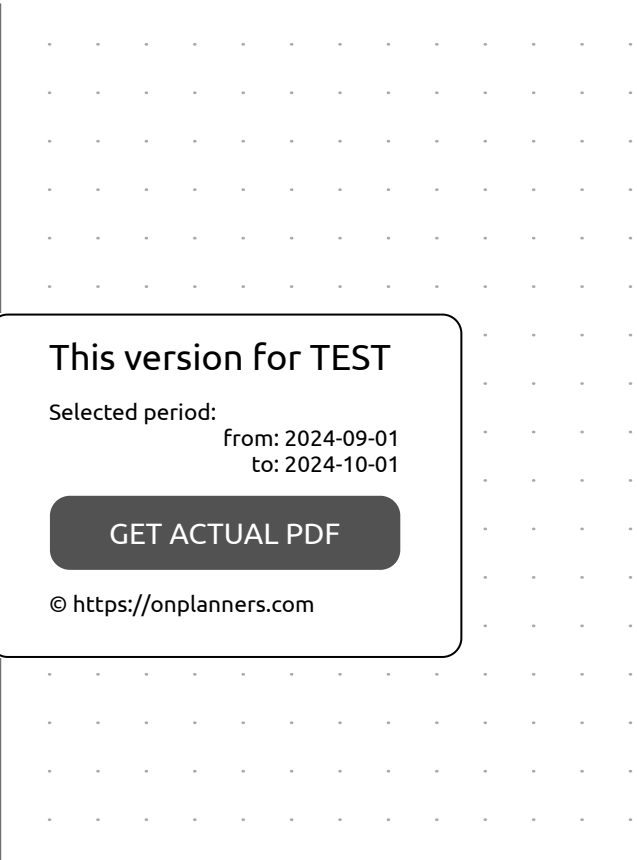 This version for TEST
Selected period:
from: 2024-09-01
to: 2024-10-01
GET ACTUAL PDF
© https://onplanners.com